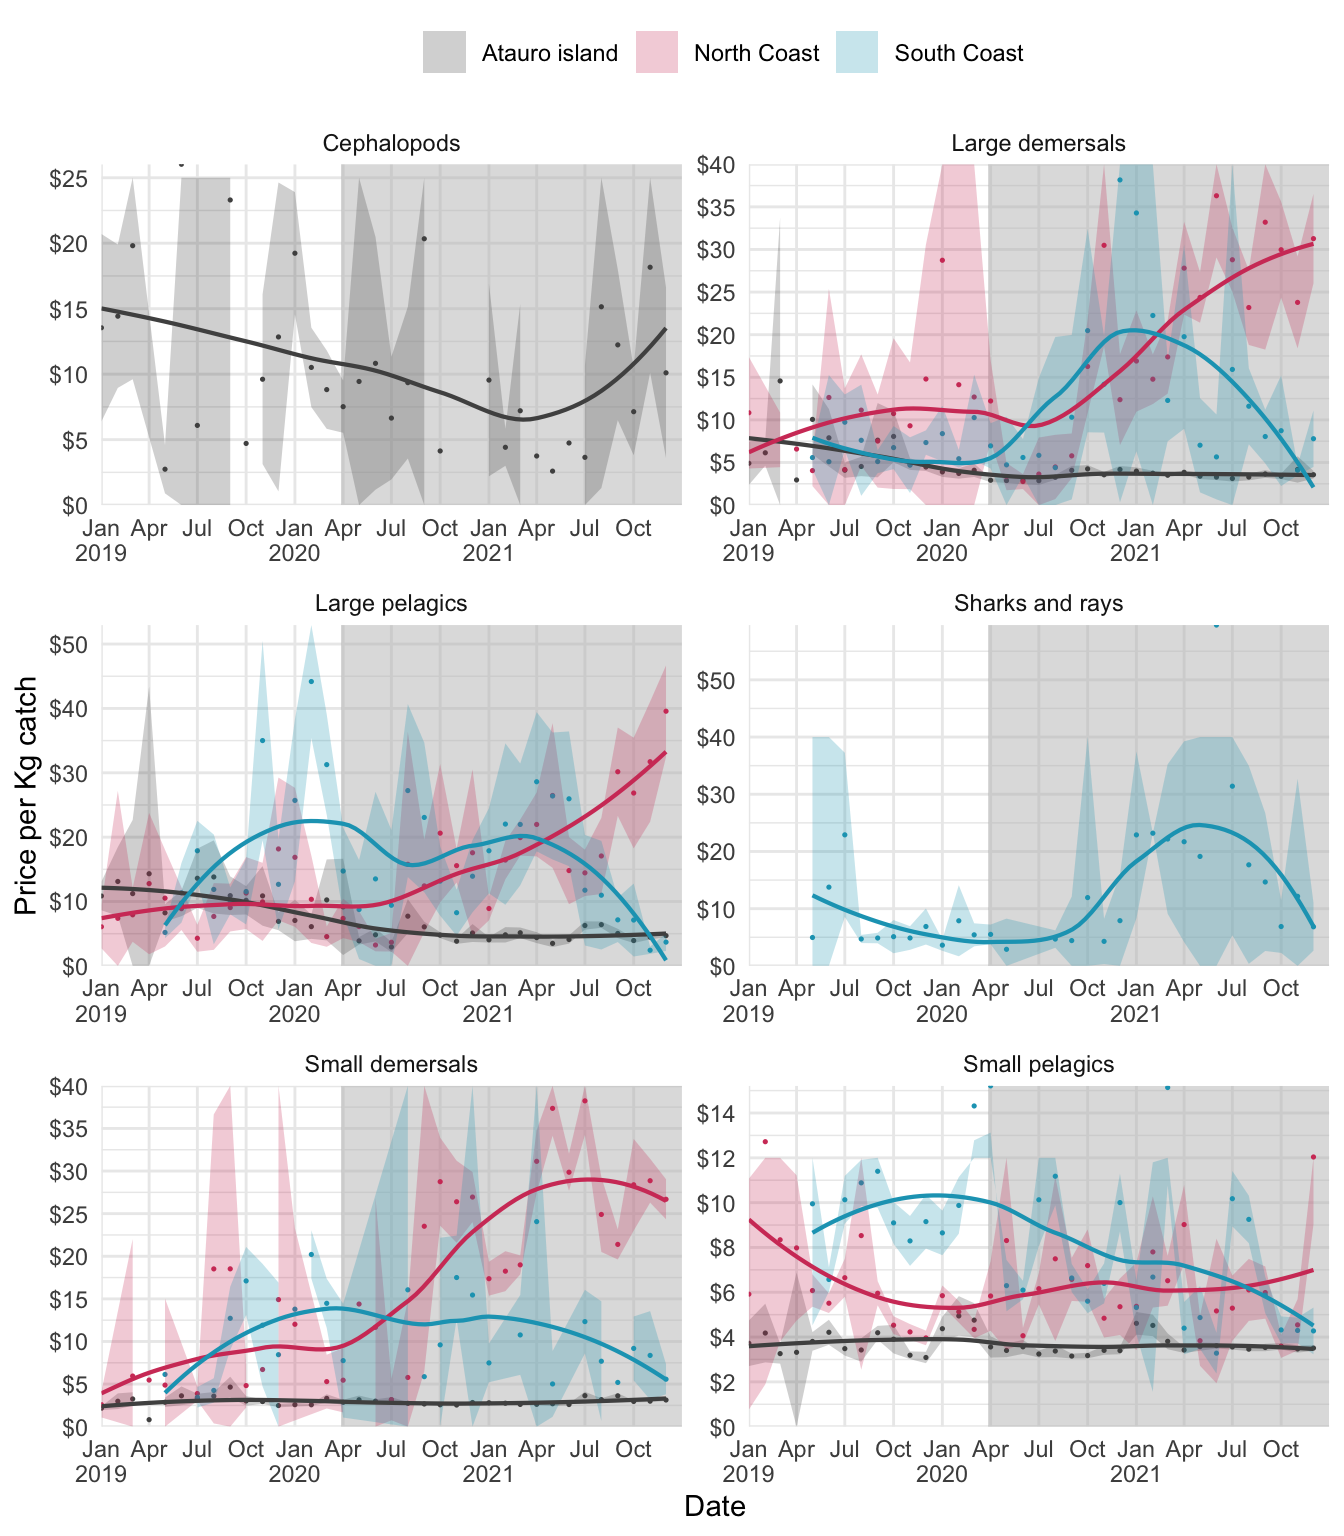 Atauro island North Coast South Coast
Cephalopods
$25
$20
$15
$10
$5
$0
Jan Apr Jul Oct Jan Apr Jul Oct Jan Apr Jul Oct
2019 2020 2021
Large demersals
$40
$35
$30
$25
$20
$15
$10
$5
$0
Jan Apr Jul Oct Jan Apr Jul Oct Jan Apr Jul Oct
2019 2020 2021
Price per Kg catch
Large pelagics
$50
$40
$30
$20
$10
$0
Jan Apr Jul Oct Jan Apr Jul Oct Jan Apr Jul Oct
2019 2020 2021
Sharks and rays
$50
$40
$30
$20
$10
$0
Jan Apr Jul Oct Jan Apr Jul Oct Jan Apr Jul Oct
2019 2020 2021
Small demersals
$40
$35
$30
$25
$20
$15
$10
$5
$0
Jan Apr Jul Oct Jan Apr Jul Oct Jan Apr Jul Oct
2019 2020 2021
Small pelagics
$14
$12
$10
$8
$6
$4
$2
$0
Jan Apr Jul Oct Jan Apr Jul Oct Jan Apr Jul Oct
2019 2020 2021
Date